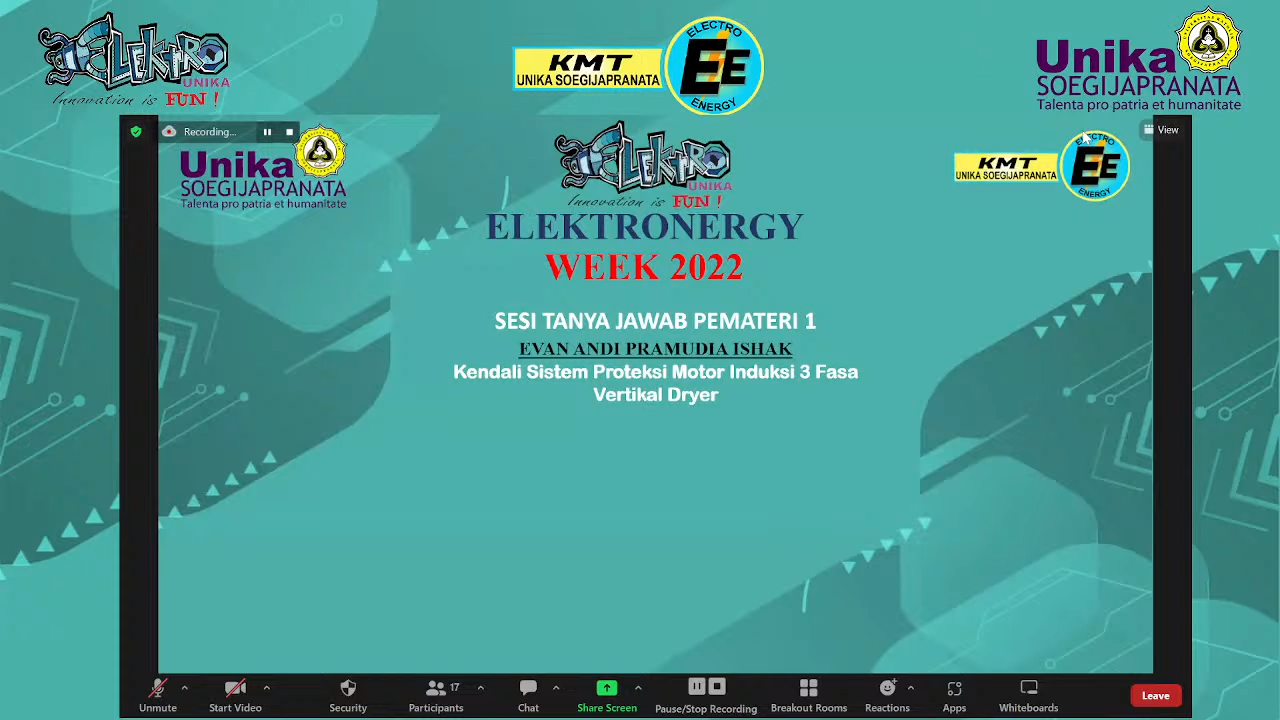 ELEKTRO
UNIKA
Innovation is FUN !
KMT
UNIKA SOEGIJAPRANATA
ELECTRO
EE
ENERGY
Unika
SOEGIJAPRANATA
Talenta pro patria et humanitate
Recording...
View
Unika
SOEGIJAPRANATA
Talenta pro patria et humanitate
ELEKTRO
UNIKA
Innovation is FUN !
KMT
UNIKA SOEGIJAPRANATA
ELECTRO
EE
ENERGY
ELEKTRONERGY
WEEK 2022
SESI TANYA JAWAB PEMATERI 1
EVAN ANDI PRAMUDIA ISHAK
Kendali Sistem Proteksi Motor Induksi 3 Fasa
Vertikal Dryer
17
Unmute
Start Video
Security
Participants
Chat
Share Screen
Pause/Stop Recording
Breakout Rooms
Reactions
Apps
Whiteboards
Leave